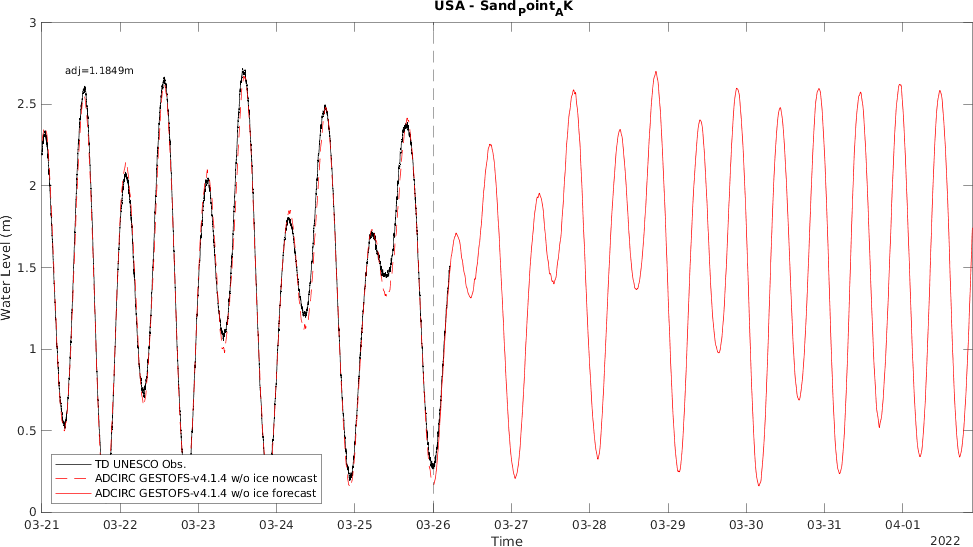 USA - Sand_Point_AK
adj=1.1849m
Water Level (m)
3
2.5
2
1.5
1
0.5
0
TD UNESCO Obs.
ADCIRC GESTOFS-v4.1.4 w/o ice nowcast
ADCIRC GESTOFS-v4.1.4 w/o ice forecast
03-21 03-22 03-23 03-24 03-25 03-26 03-27 03-28 03-29 03-30 03-31 04-01
Time
2022